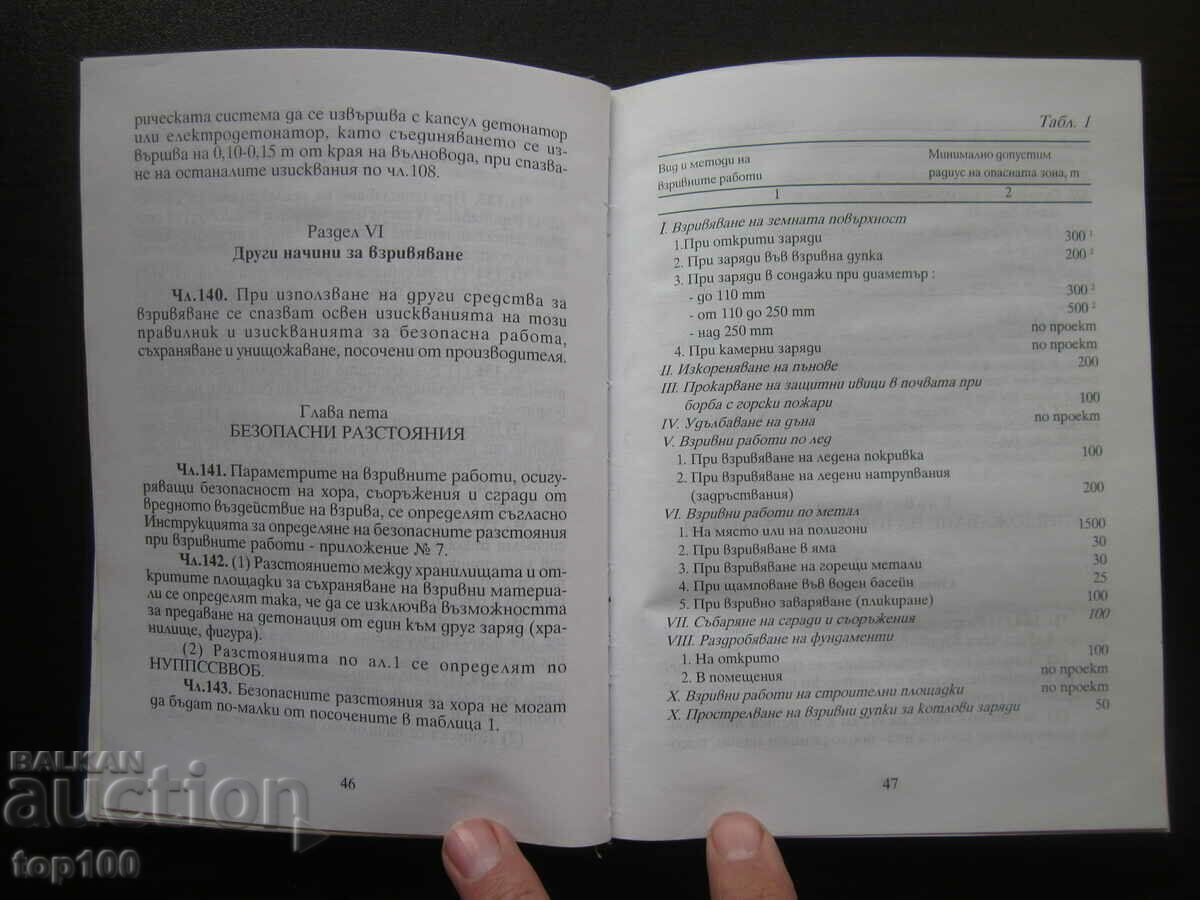 рическата система да се извършва с капсул детонатор
или електродетонатор, като съединяването се из-
вършва на 0,10-0,15 m от края на вълновода, при спазва-
не на останалите изисквания по чл.108.
Раздел VI
Други начини за взривяване
Чл.140. При използване на други средства за
взривяване се спазват освен изискванията на този
правилник и изискванията за безопасна работа,
съхраняване и унищожаване, посочени от производителя.
Глава пета
БЕЗОПАСНИ РАЗСТОЯНИЯ
Чл.141. Параметрите на взривните работи, осигу-
ряващи безопасност на хора, съоръжения и сгради от
вредното въздействие на взрива, се определят съгласно
Инструкцията за определяне на безопасните разстояния
при взривните работи - приложение № 7.
Чл.142. (1) Разстоянието между хранилищата и от-
критите площадки за съхраняване на взривни материа-
ли се определят така, че да се изключва възможността
за предаване на детонация от един към друг заряд (хра-
нилище, фигура).
(2) Разстоянията по ал.1 се определят по
НУППССВВОБ.
Чл.143. Безопасните разстояния за хора не могат
да бъдат по-малки от посочените в таблица 1.
46
Табл. 1
Вид и методи на взривните работи
Минимално допустим радиус на опасната зона, m
1 2
I. Взривяване на земната повърхност
1.При открити заряди 300 ¹
2. При заряди във взривна дупка 200 ²
3. При заряди в сондажи при диаметър :
- до 110 mm 300 ²
- от 110 до 250 mm 500 ²
- над 250 mm по проект
4. При камерни заряди по проект
II. Изкореняване на пънове 200
III. Прокарване на защитни ивици в почвата при
борба с горски пожари 100
IV. Удълбаване на дъна по проект
V. Взривни работи по лед
1. При взривяване на ледена покривка 100
2. При взривяване на ледени натрупвания
(задръствания) 200
VI. Взривни работи по метал
1. На място или на полигони 1500
2. При взривяване в яма 30
3. При взривяване на горещи метали 30
4. При щамповане във воден басейн 25
5. При взривно заваряване (пликиране) 100
VII. Събаряне на сгради и съоръжения 100
VIII. Раздробяване на фундаменти
1. На открито 100
2. В помещения по проект
X. Взривни работи на строителни площадки по проект
X. Прострелване на взривни дупки за котлови заряди 50
47
BALKAN
auction
top100